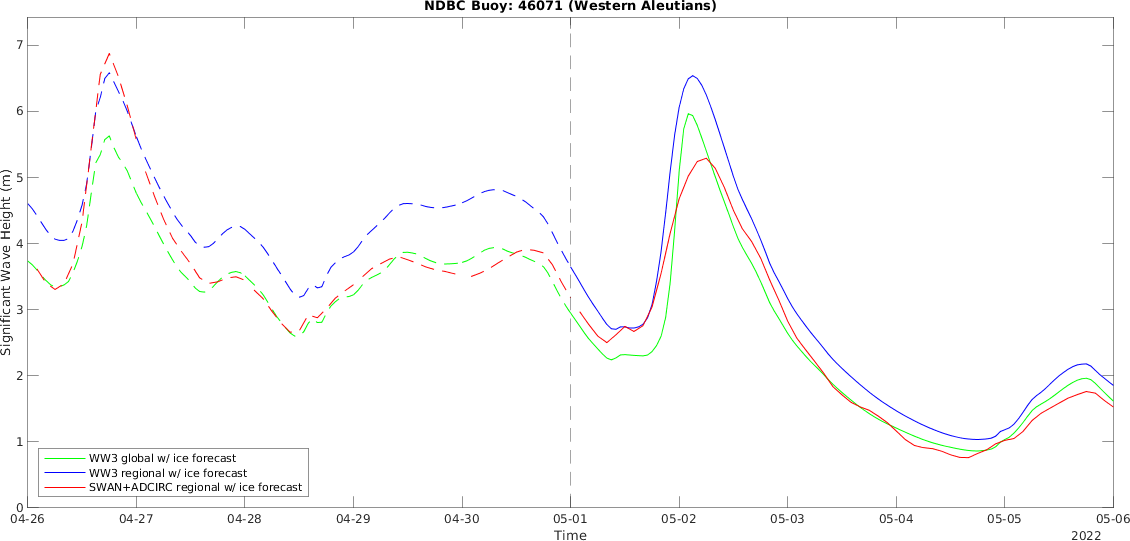 NDBC Buoy: 46071 (Western Aleutians)
Significant Wave Height (m)
7
6
5
4
3
2
1
0
WW3 global w/ ice forecast
WW3 regional w/ ice forecast
SWAN+ADCIRC regional w/ ice forecast
04-26 04-27 04-28 04-29 04-30 05-01 05-02 05-03 05-04 05-05 05-06
Time
2022